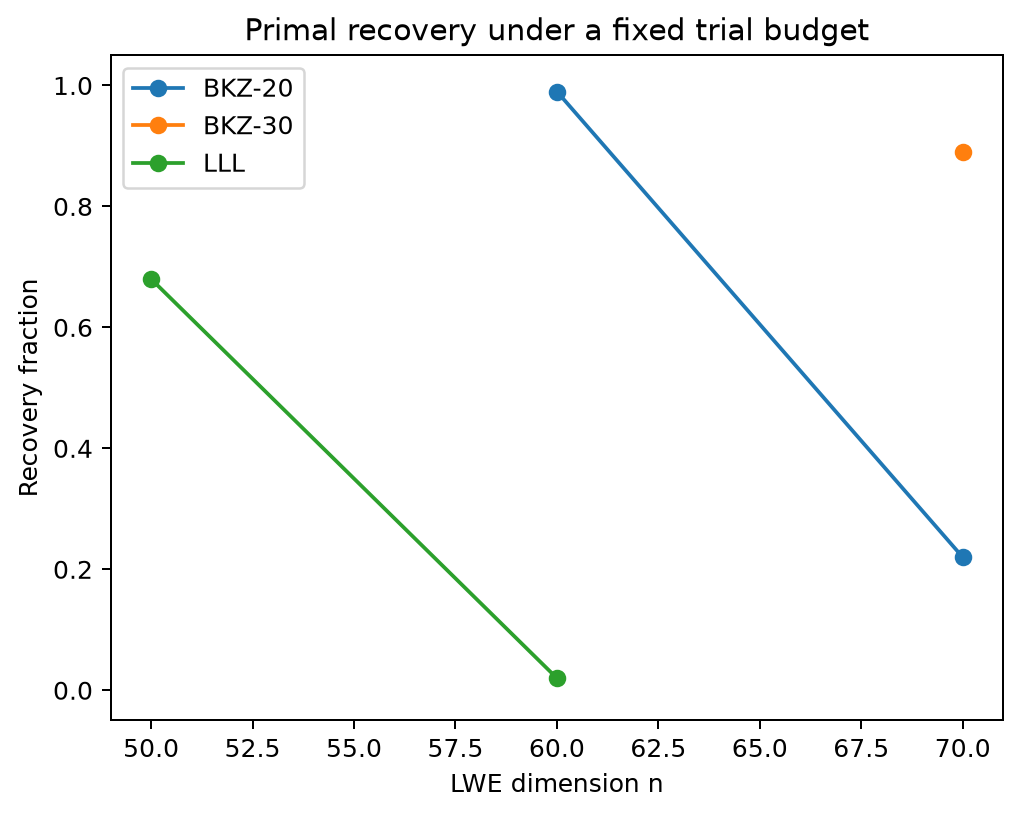 Primal recovery under a fixed trial budget
BKZ-20
BKZ-30
LLL
1.0
0.8
0.6
0.4
0.2
0.0
Recovery fraction
50.0 52.5 55.0 57.5 60.0 62.5 65.0 67.5 70.0
LWE dimension n